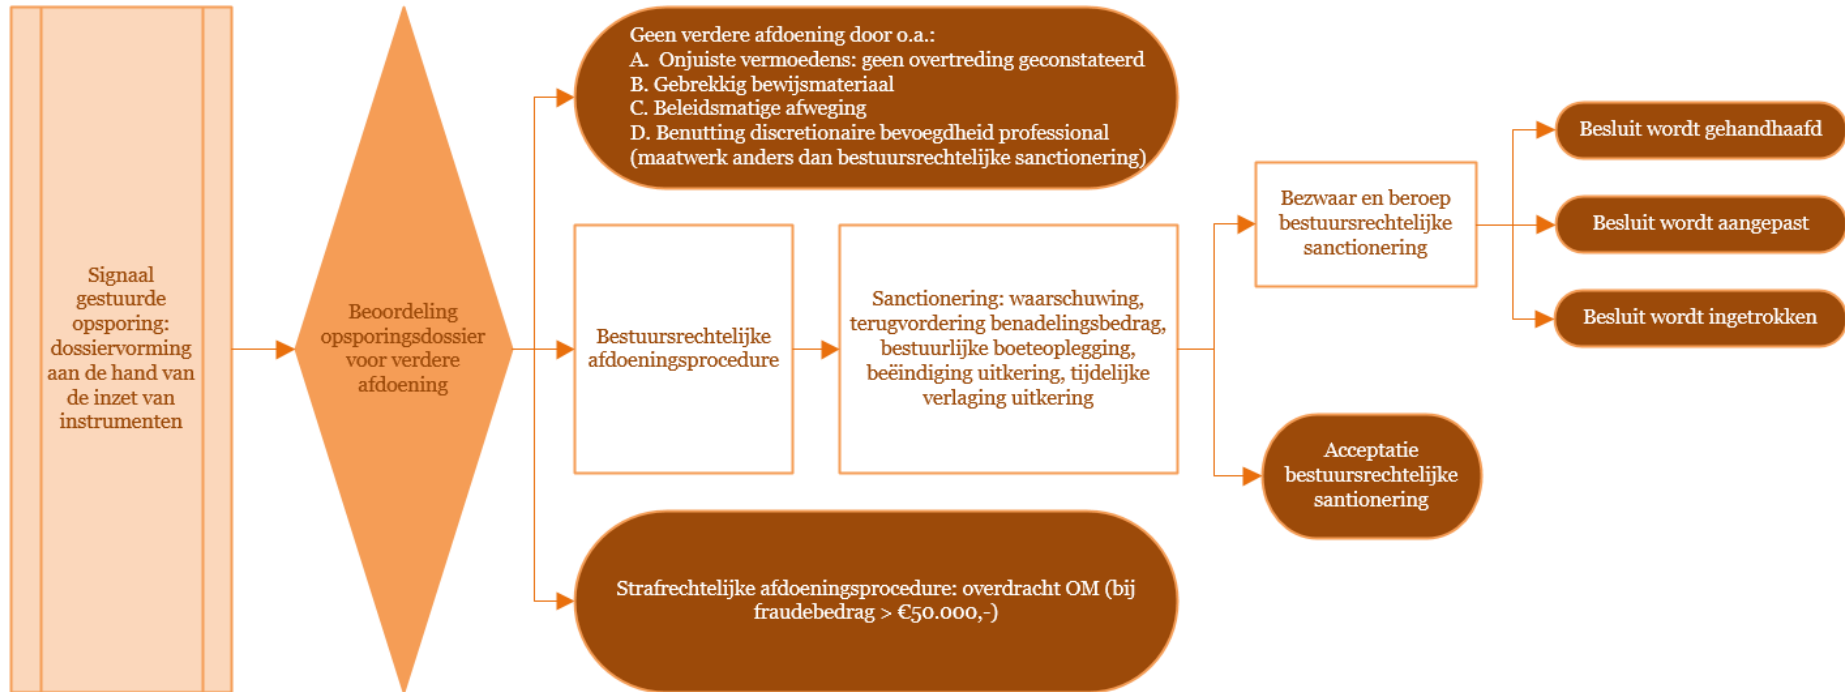 Signaal
gestuurde
opsporing:
dossiervorming
aan de hand van
de inzet van
instrumenten
Beoordeling
opsporingsdossier
voor verdere
afdoening
Geen verdere afdoening door o.a.:
A. Onjuiste vermoedens: geen overtreding geconstateerd
B. Gebrekkig bewijsmateriaal
C. Beleidsmatige afweging
D. Benutting discretionaire bevoegdheid professional
(maatwerk anders dan bestuursrechtelijke sanctionering)
Bestuursrechtelijke
afdoeningsprocedure
Sanctionering: waarschuwing,
terugvordering benadelingsbedrag,
bestuurlijke boeteoplegging,
beëindiging uitkering, tijdelijke
verlaging uitkering
Strafrechtelijke afdoeningsprocedure: overdracht OM (bij
fraudebedrag > €50.000,-)
Bezwaar en beroep
bestuursrechtelijke
sanctionering
Acceptatie
bestuursrechtelijke
santionering
Besluit wordt gehandhaafd
Besluit wordt aangepast
Besluit wordt ingetrokken